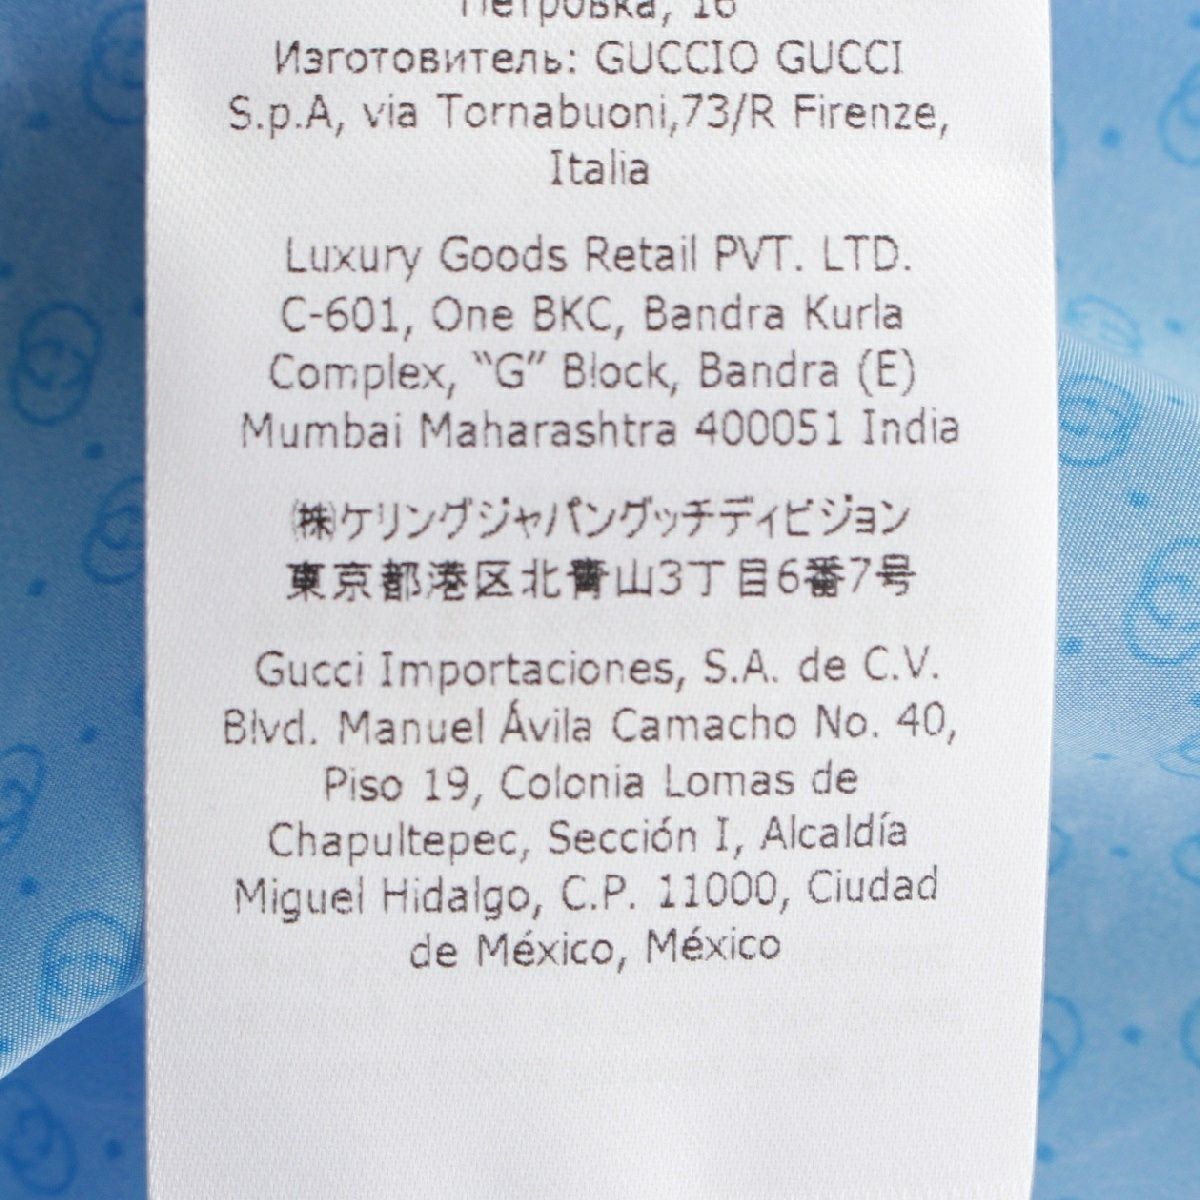 Петровка, 16
Изготовитель: GUCCIO GUCCI
S.p.A, via Tornabuoni,73/R Firenze,
Italia
Luxury Goods Retail PVT. LTD.
C-601, One BKC, Bandra Kurla
Complex, “G” Block, Bandra (E)
Mumbai Maharashtra 400051 India
㈱ケリングジャパングッチディビジョン
東京都港区北青山3丁目6番7号
Gucci Importaciones, S.A. de C.V.
Blvd. Manuel Ávila Camacho No. 40,
Piso 19, Colonia Lomas de
Chapultepec, Sección I, Alcaldía
Miguel Hidalgo, C.P. 11000, Ciudad
de México, México